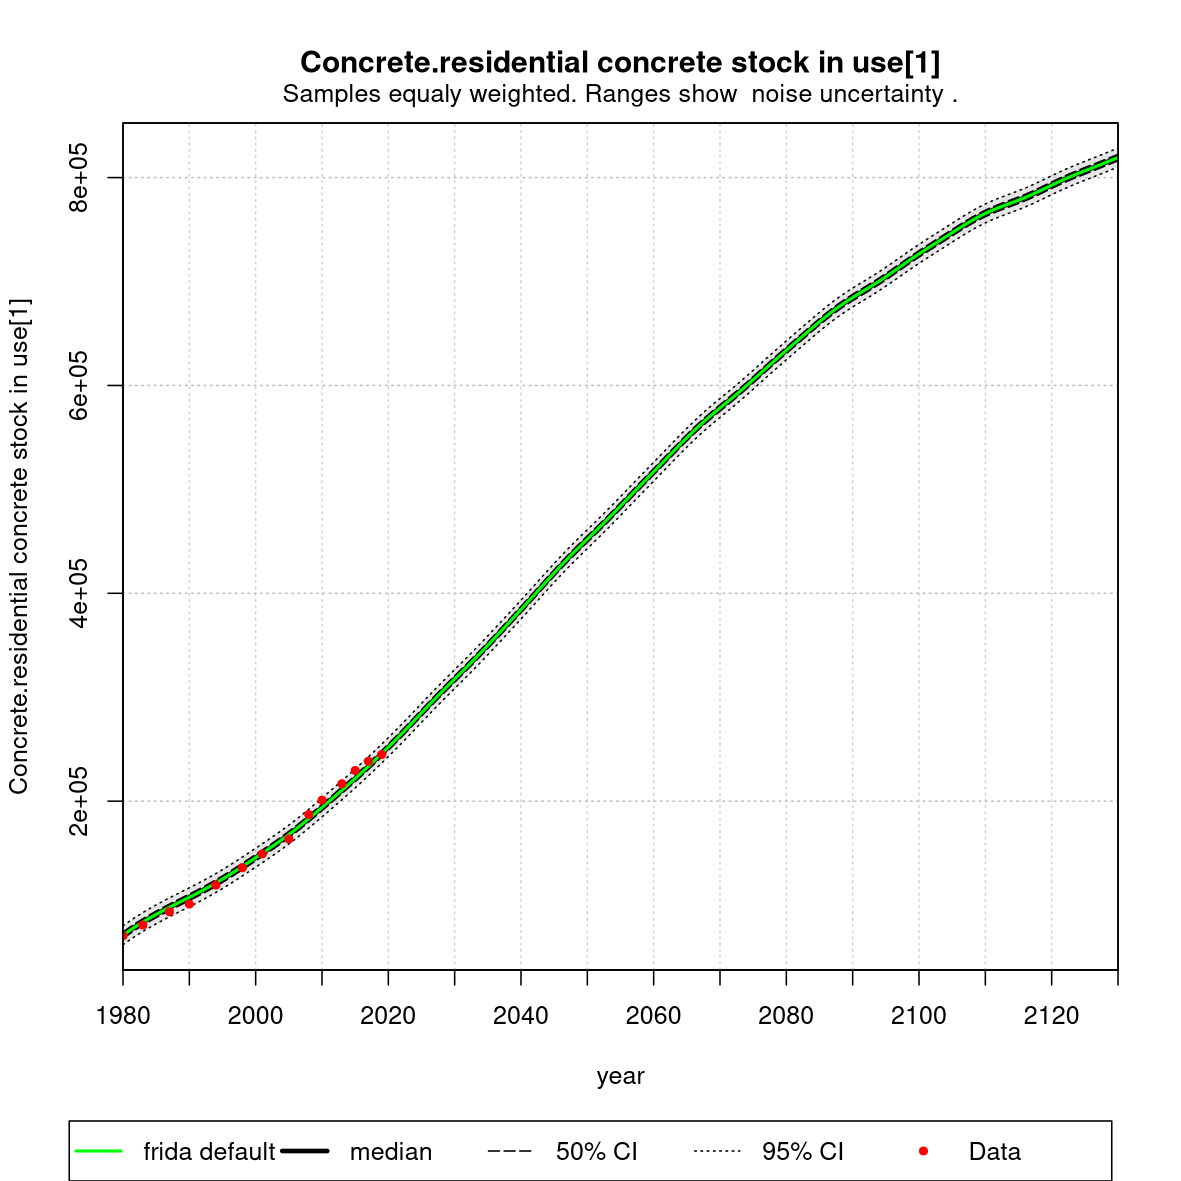 Concrete.residential concrete stock in use[1]
Samples equaly weighted. Ranges show  noise uncertainty .
Concrete.residential concrete stock in use[1]
8e+05
6e+05
4e+05
2e+05
1980 2000 2020 2040 2060 2080 2100 2120
year
frida default median 50% CI 95% CI Data